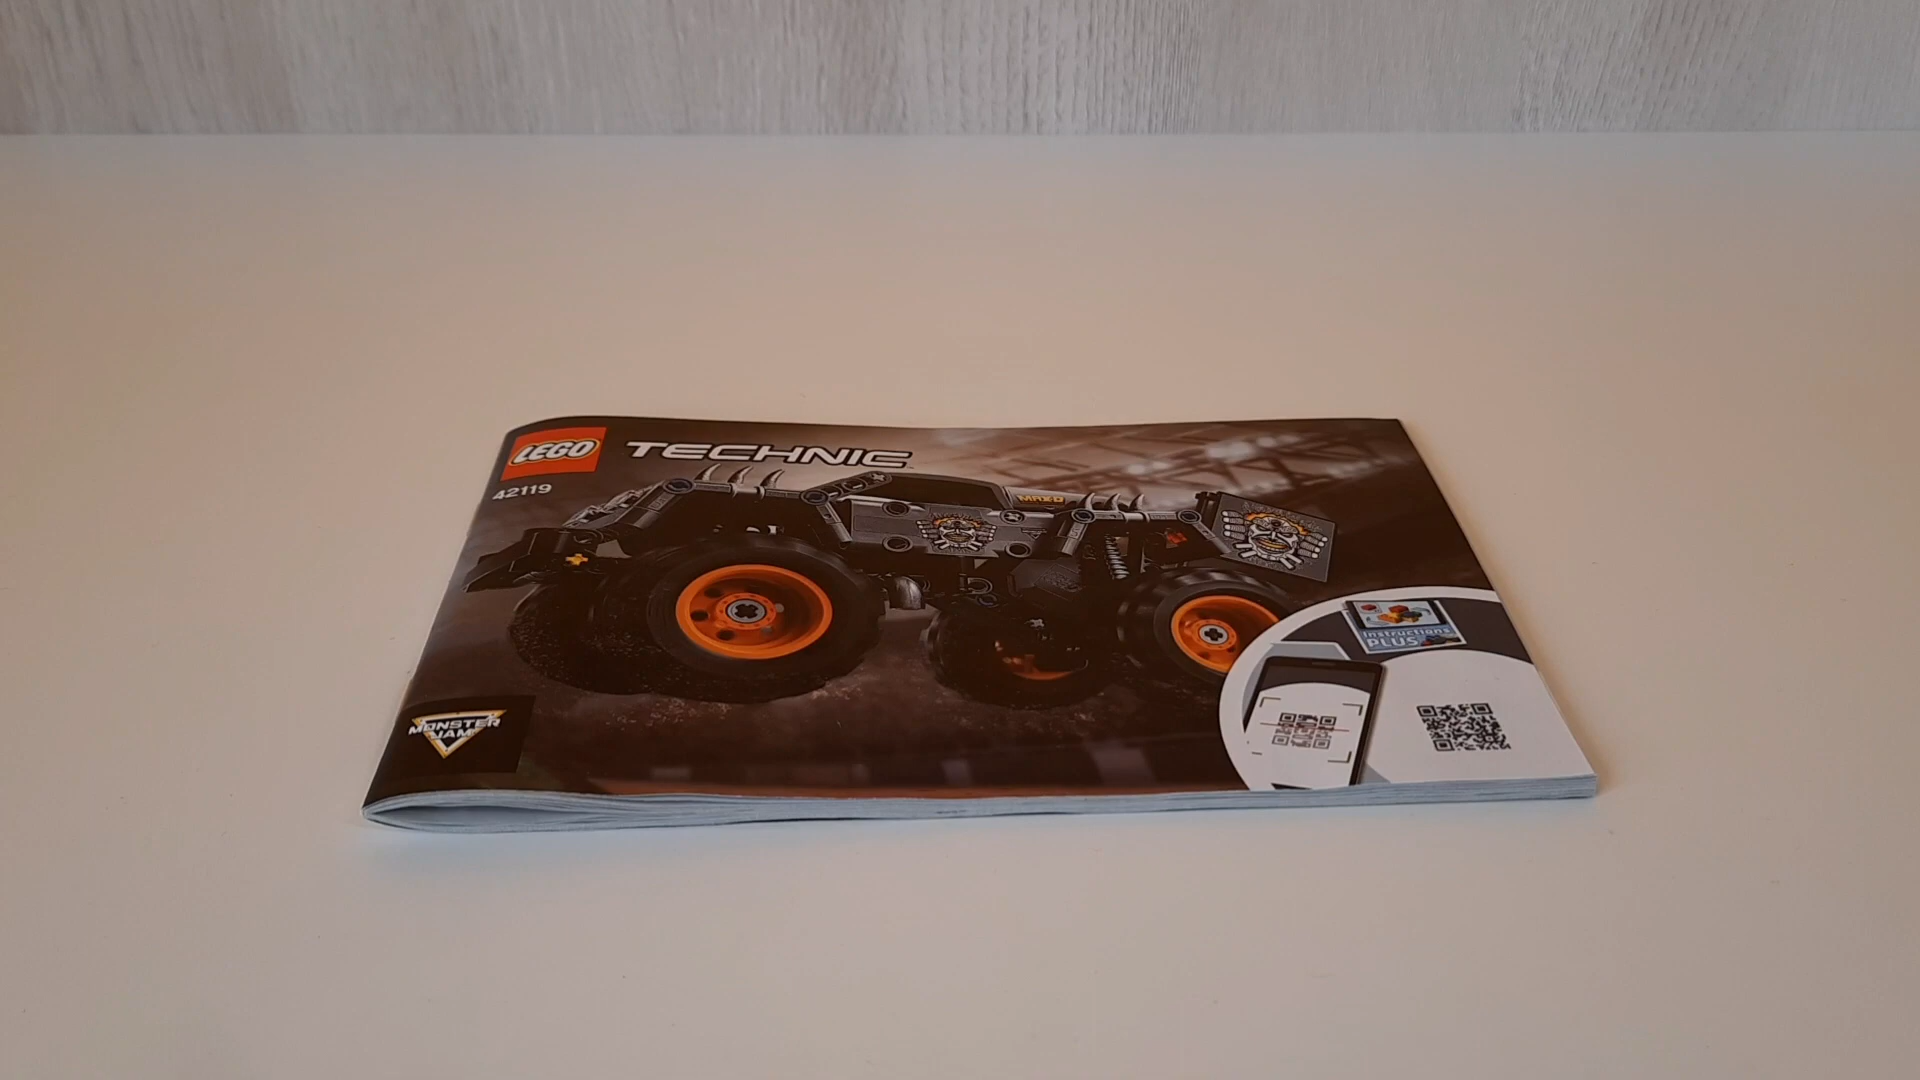 LEGO
TECHNIC
42119
MAX-D
Instructions
PLUS
MONSTER
JAM